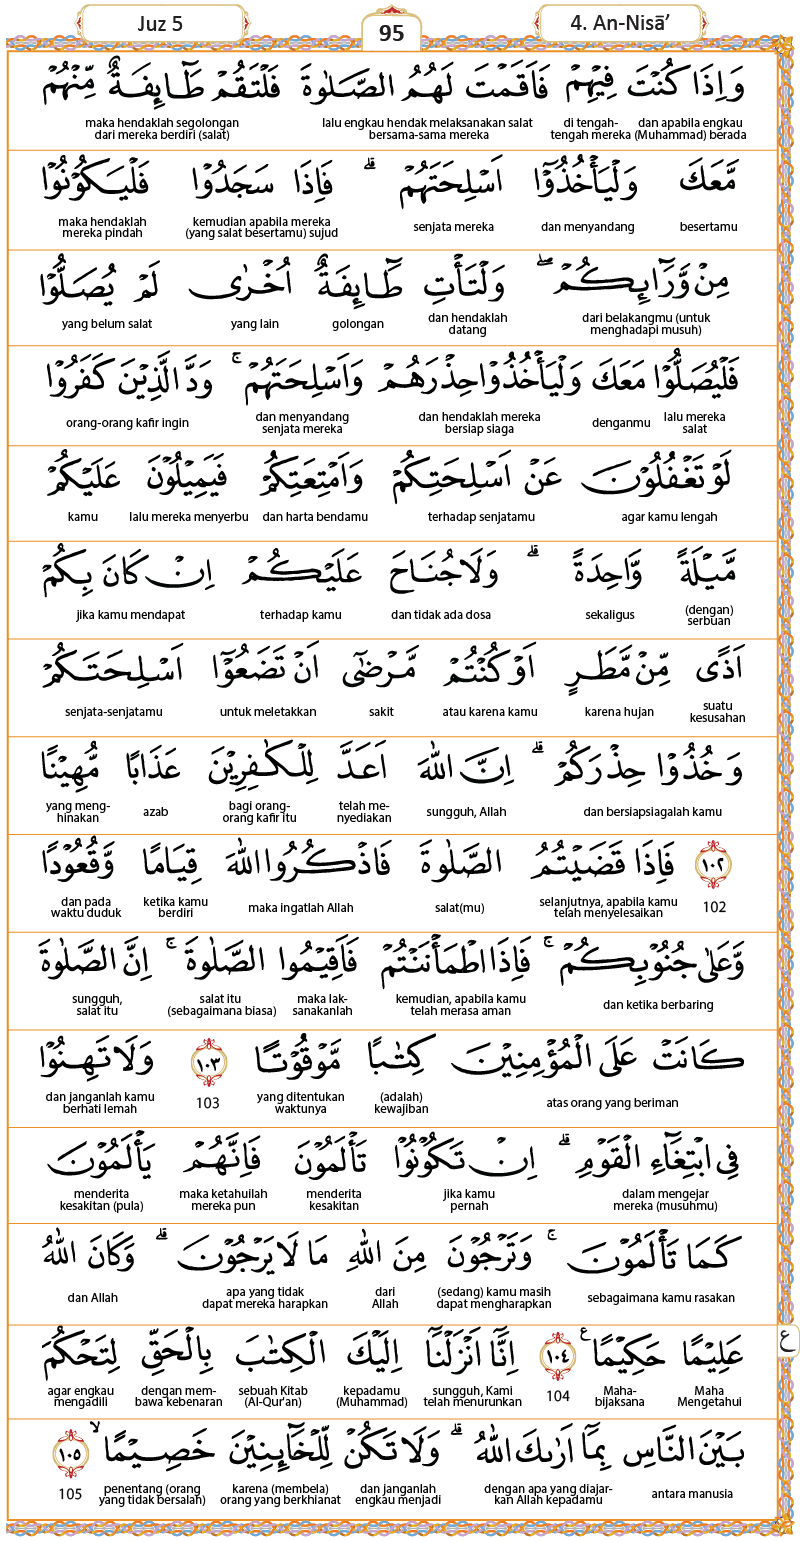 Juz 5
95
4. An-Nisā’
وَاِذَا كُنْتَ فِيْهِمْ فَاَقَمْتَ لَهُمُ الصَّلٰوةَ فَلْتَقُمْ طَاۤىِٕفَةٌ مِّنْهُمْ
dan apabila engkau (Muhammad) berada di tengah-tengah mereka lalu engkau hendak melaksanakan salat bersama-sama mereka maka hendaklah segolongan dari mereka berdiri (salat)
مَّعَكَ وَلْيَأْخُذُوْٓا اَسْلِحَتَهُمْ ۗ فَاِذَا سَجَدُوْا فَلْيَكُوْنُوْا
besertamu dan menyandang senjata mereka kemudian apabila mereka (yang salat besertamu) sujud maka hendaklah mereka pindah
مِنْ وَّرَاۤىِٕكُمْۖ وَلْتَأْتِ طَاۤىِٕفَةٌ اُخْرٰى لَمْ يُصَلُّوْا
dari belakangmu (untuk menghadapi musuh) dan hendaklah datang golongan yang lain yang belum salat
فَلْيُصَلُّوْا مَعَكَ وَلْيَأْخُذُوْا حِذْرَهُمْ وَاَسْلِحَتَهُمْ ۚ وَدَّ الَّذِيْنَ كَفَرُوْا
lalu mereka salat denganmu dan hendaklah mereka bersiap siaga dan menyandang senjata mereka orang-orang kafir ingin
لَوْ تَغْفُلُوْنَ عَنْ اَسْلِحَتِكُمْ وَاَمْتِعَتِكُمْ فَيَمِيْلُوْنَ عَلَيْكُمْ
agar kamu lengah terhadap senjatamu dan harta bendamu lalu mereka menyerbu kamu
مَّيْلَةً وَّاحِدَةً ۗ وَلَا جُنَاحَ عَلَيْكُمْ اِنْ كَانَ بِكُمْ
(dengan) serbuan sekaligus dan tidak ada dosa terhadap kamu jika kamu mendapat
اَذًى مِّنْ مَّطَرٍ اَوْ كُنْتُمْ مَّرْضٰٓى اَنْ تَضَعُوْٓا اَسْلِحَتَكُمْ
suatu kesusahan karena hujan atau karena kamu sakit untuk meletakkan senjata-senjatamu
وَخُذُوْا حِذْرَكُمْ ۗ اِنَّ اللّٰهَ اَعَدَّ لِلْكٰفِرِيْنَ عَذَابًا مُّهِيْنًا
dan bersiapsiagalah kamu sungguh, Allah telah menyediakan bagi orang-orang kafir itu azab yang meng-hinakan
١٠٢ فَاِذَا قَضَيْتُمُ الصَّلٰوةَ فَاذْكُرُوا اللّٰهَ قِيَامًا وَّقُعُوْدًا
102 selanjutnya, apabila kamu telah menyelesaikan salat(mu) maka ingatlah Allah ketika kamu berdiri dan pada waktu duduk
وَّعَلٰى جُنُوْبِكُمْ ۚ فَاِذَا اطْمَأْنَنْتُمْ فَاَقِيْمُوا الصَّلٰوةَ ۚ اِنَّ الصَّلٰوةَ
dan ketika berbaring kemudian, apabila kamu telah merasa aman maka lak-sanakanlah salat itu (sebagaimana biasa) sungguh, salat itu
كَانَتْ عَلَى الْمُؤْمِنِيْنَ كِتٰبًا مَّوْقُوْتًا ١٠٣ وَلَا تَهِنُوْا
atas orang yang beriman (adalah) kewajiban yang ditentukan waktunya 103 dan janganlah kamu berhati lemah
فِى ابْتِغَاۤءِ الْقَوْمِ ۗ اِنْ تَكُوْنُوْا تَأْلَمُوْنَ فَاِنَّهُمْ يَأْلَمُوْنَ
dalam mengejar mereka (musuhmu) jika kamu pernah menderita kesakitan maka ketahuilah mereka pun menderita kesakitan (pula)
كَمَا تَأْلَمُوْنَ ۚ وَتَرْجُوْنَ مِنَ اللّٰهِ مَا لَا يَرْجُوْنَ ۗ وَكَانَ اللّٰهُ
sebagaimana kamu rasakan (sedang) kamu masih dapat mengharapkan dari Allah apa yang tidak dapat mereka harapkan dan Allah
عَلِيْمًا حَكِيْمًا ࣖ ١٠٤ اِنَّآ اَنْزَلْنَآ اِلَيْكَ الْكِتٰبَ بِالْحَقِّ لِتَحْكُمَ ع
Maha Mengetahui Maha-bijaksana 104 sungguh, Kami telah menurunkan kepadamu (Muhammad) sebuah Kitab (Al-Qur'an) dengan mem-bawa kebenaran agar engkau mengadili
بَيْنَ النَّاسِ بِمَآ اَرٰىكَ اللّٰهُ ۗ وَلَا تَكُنْ لِّلْخَاۤىِٕنِيْنَ خَصِيْمًا ۙ ١٠٥
antara manusia dengan apa yang diajar-kan Allah kepadamu dan janganlah engkau menjadi karena (membela) orang yang berkhianat penentang (orang yang tidak bersalah) 105